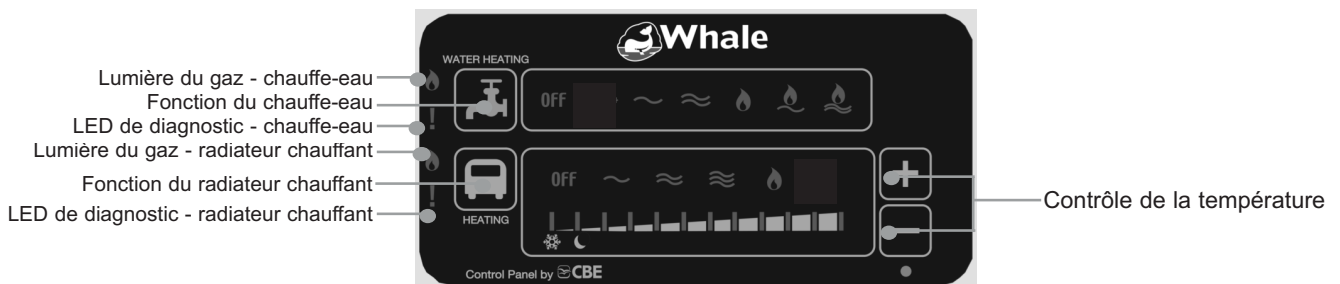 Whale
WATER HEATING
Lumière du gaz - chauffe-eau
Fonction du chauffe-eau
OFF
LED de diagnostic - chauffe-eau
Lumière du gaz - radiateur chauffant
Fonction du radiateur chauffant
OFF
Contrôle de la température
LED de diagnostic - radiateur chauffant
HEATING
Control Panel by CBE